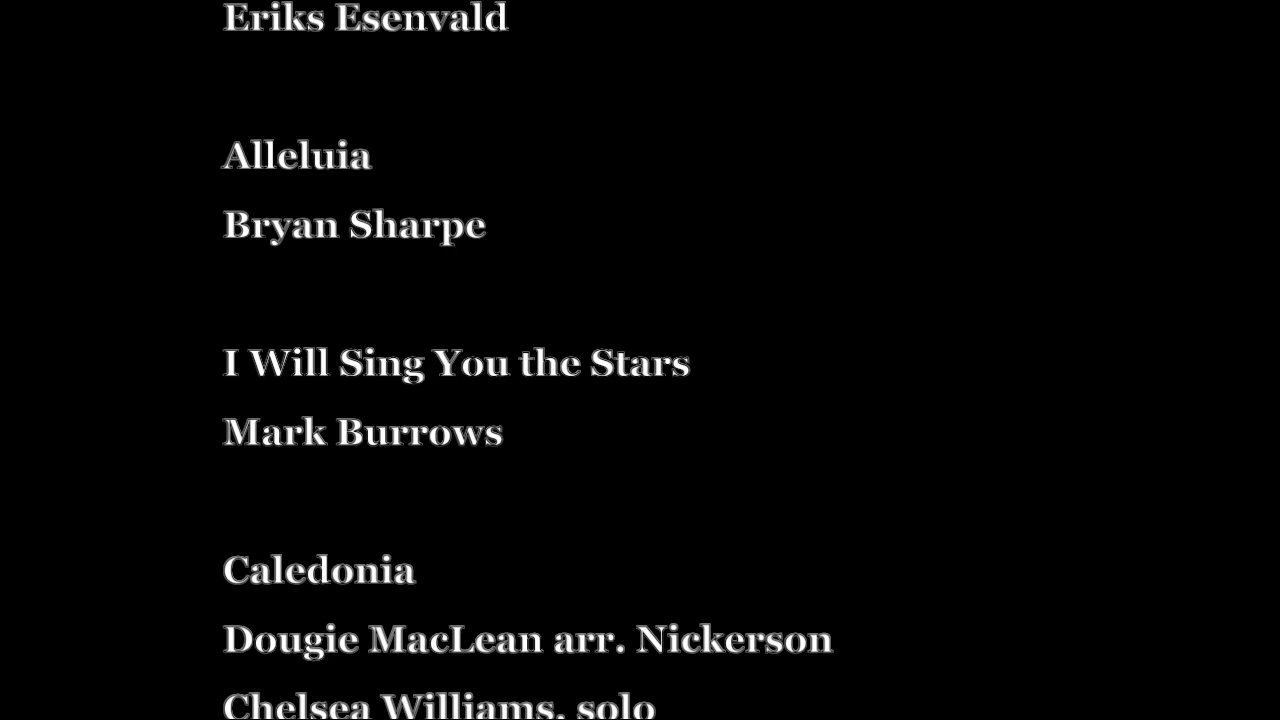 Eriks Esenvald
Alleluia
Bryan Sharpe
I Will Sing You the Stars
Mark Burrows
Caledonia
Dougie MacLean arr. Nickerson
Chelsea Williams, solo